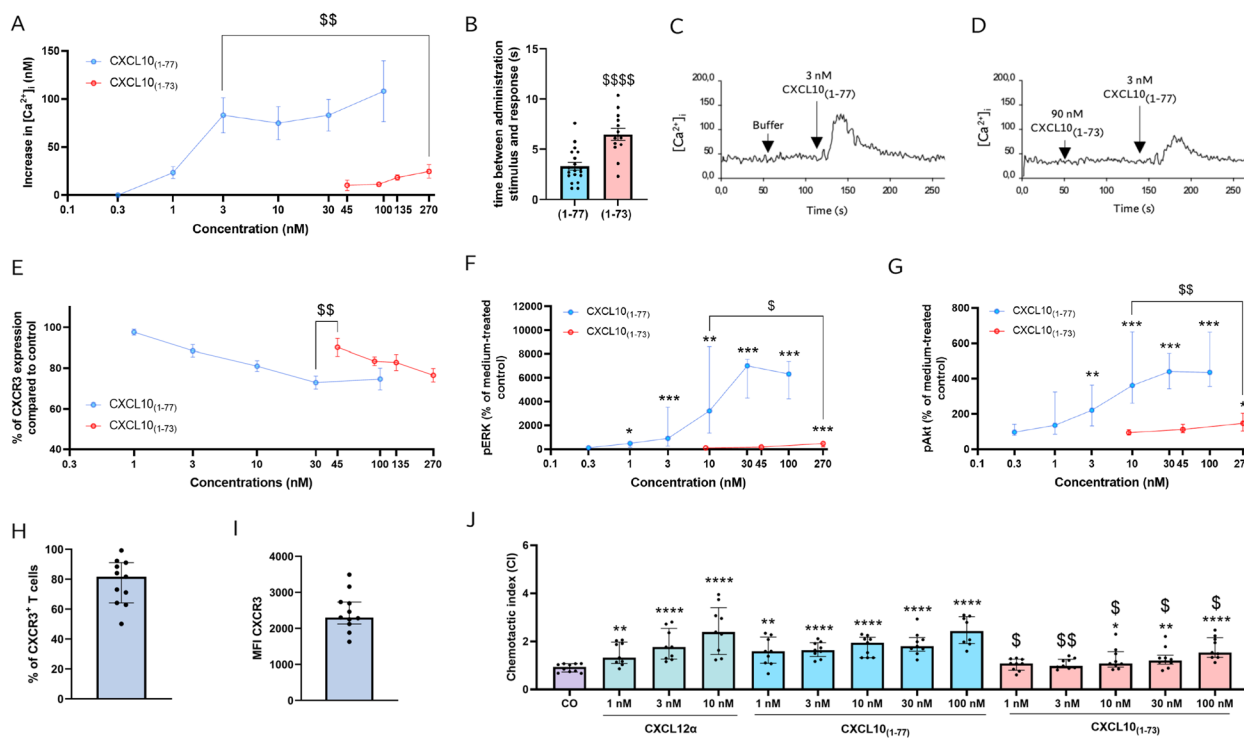 A
$$
Increase in [Ca²⁺]ᵢ (nM)
150
100
50
0
CXCL10(1-77)
CXCL10(1-73)
0.1
0.3
1
3
10
30
45
100
135
270
Concentration (nM)
B
time between administration
stimulus and response (s)
15
10
5
0
$$$$
(1-77)
(1-73)
C
[Ca²⁺]ᵢ
200,0
150
100
50
0,0
Buffer
3 nM
CXCL10(1-77)
0,0
50
100
150
200
250
Time (s)
D
[Ca²⁺]ᵢ
200,0
150
100
50
0,0
90 nM
CXCL10(1-73)
3 nM
CXCL10(1-77)
0,0
50
100
150
200
250
Time (s)
E
% of CXCR3 expression
compared to control
100
80
60
40
$$
CXCL10(1-77)
CXCL10(1-73)
0.3
1
3
10
30
45
100
135
270
Concentrations (nM)
F
pERK (% of medium-treated
control)
12000
10000
8000
6000
4000
2000
0
CXCL10(1-77)
CXCL10(1-73)
$
*
***
**
***
***
***
0.1
0.3
1
3
10
30
45
100
270
Concentration (nM)
G
pAkt (% of medium-treated
control)
800
600
400
200
0
CXCL10(1-77)
CXCL10(1-73)
$$
**
***
***
***
*
0.1
0.3
1
3
10
30
45
100
27
Concentration (nM)
H
% of CXCR3⁺ T cells
100
80
60
40
20
0
I
MFI CXCR3
4000
3000
2000
1000
0
J
Chemotactic index (CI)
6
4
2
0
**
****
****
**
****
****
****
****
$
$$
$
*
$
**
$
****
CO
1 nM
3 nM
10 nM
1 nM
3 nM
10 nM
30 nM
100 nM
1 nM
3 nM
10 nM
30 nM
100 nM
CXCL12α
CXCL10(1-77)
CXCL10(1-73)